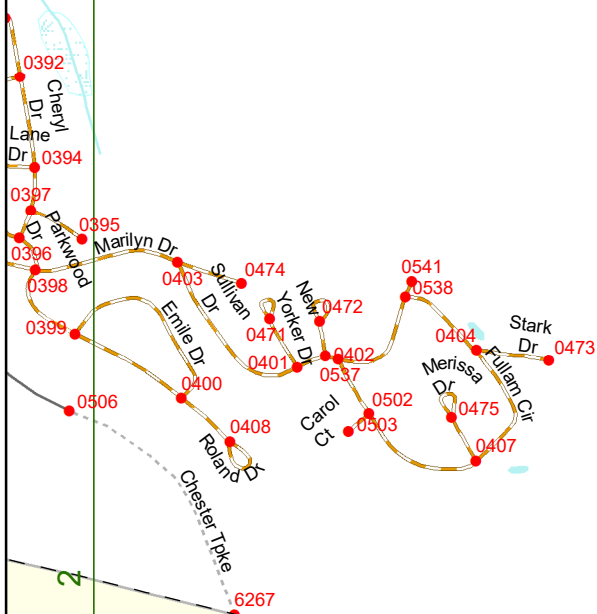 0392
Cheryl
Dr
Lane
Dr
0394
0397
Dr
Parkwood
0395
0396
0398
Marilyn Dr
0403
0474
Sullivan
Dr
0399
Emile Dr
0471
Yorker Dr
New
0472
0401
0402
0537
0541
0538
0404
Stark
Dr
0473
Merissa
Dr
Fullam Cir
0475
0400
0506
0408
Roland Dr
Carol
Ct
0502
0503
0407
Chester Tpke
2
6267